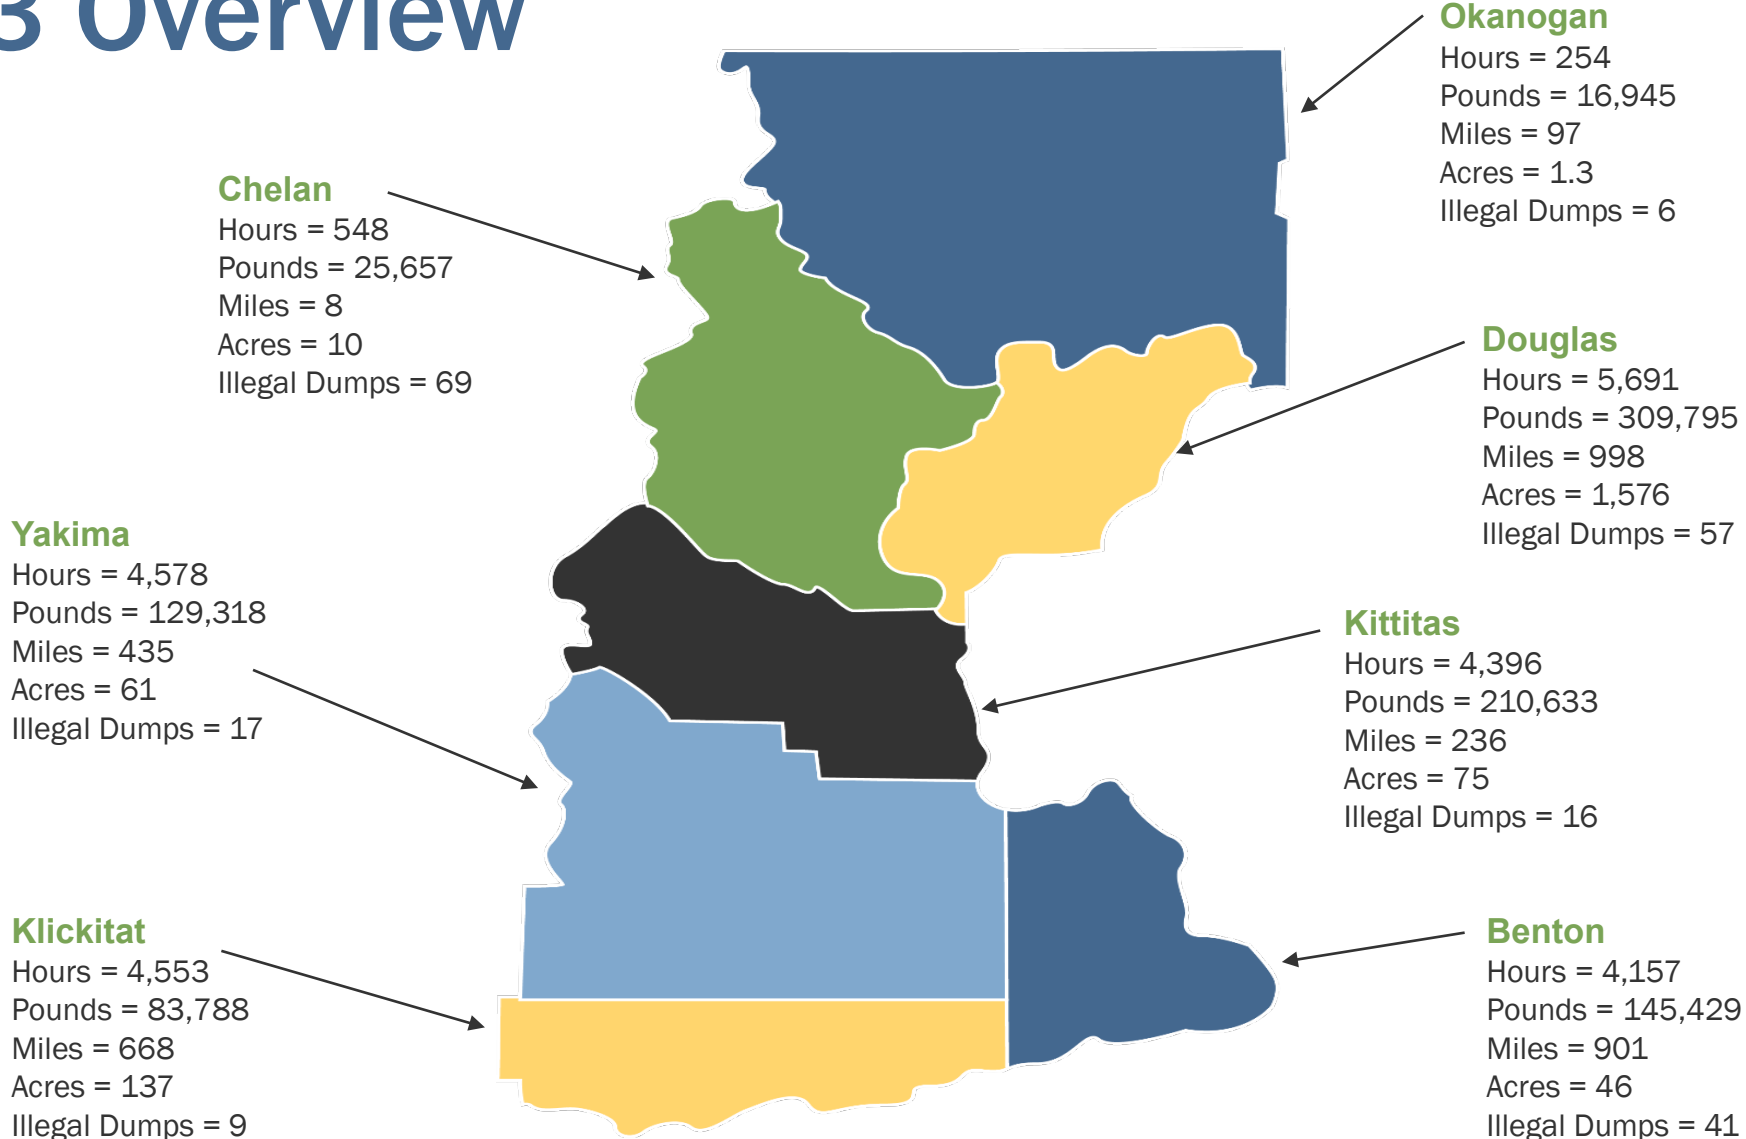 3 Overview
Okanogan
Hours = 254
Pounds = 16,945
Miles = 97
Acres = 1.3
Illegal Dumps = 6
Chelan
Hours = 548
Pounds = 25,657
Miles = 8
Acres = 10
Illegal Dumps = 69
Douglas
Hours = 5,691
Pounds = 309,795
Miles = 998
Acres = 1,576
Illegal Dumps = 57
Yakima
Hours = 4,578
Pounds = 129,318
Miles = 435
Acres = 61
Illegal Dumps = 17
Kittitas
Hours = 4,396
Pounds = 210,633
Miles = 236
Acres = 75
Illegal Dumps = 16
Klickitat
Hours = 4,553
Pounds = 83,788
Miles = 668
Acres = 137
Illegal Dumps = 9
Benton
Hours = 4,157
Pounds = 145,429
Miles = 901
Acres = 46
Illegal Dumps = 41